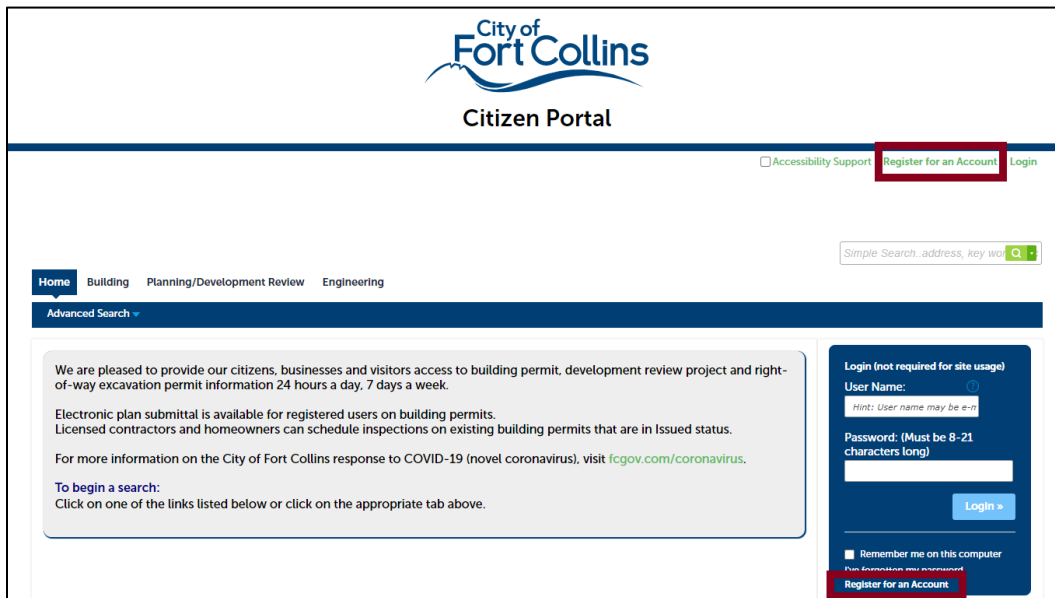 City of
Fort Collins
Citizen Portal
Accessibility Support Register for an Account Login
Simple Search..address, key wor
Home Building Planning/Development Review Engineering
Advanced Search
We are pleased to provide our citizens, businesses and visitors access to building permit, development review project and right-
of-way excavation permit information 24 hours a day, 7 days a week.
Electronic plan submittal is available for registered users on building permits.
Licensed contractors and homeowners can schedule inspections on existing building permits that are in Issued status.
For more information on the City of Fort Collins response to COVID-19 (novel coronavirus), visit fcgov.com/coronavirus.
To begin a search:
Click on one of the links listed below or click on the appropriate tab above.
Login (not required for site usage)
User Name: ?
Hint: User name may be e-m
Password: (Must be 8-21
characters long)
Login »
Remember me on this computer
I've forgotten my password
Register for an Account